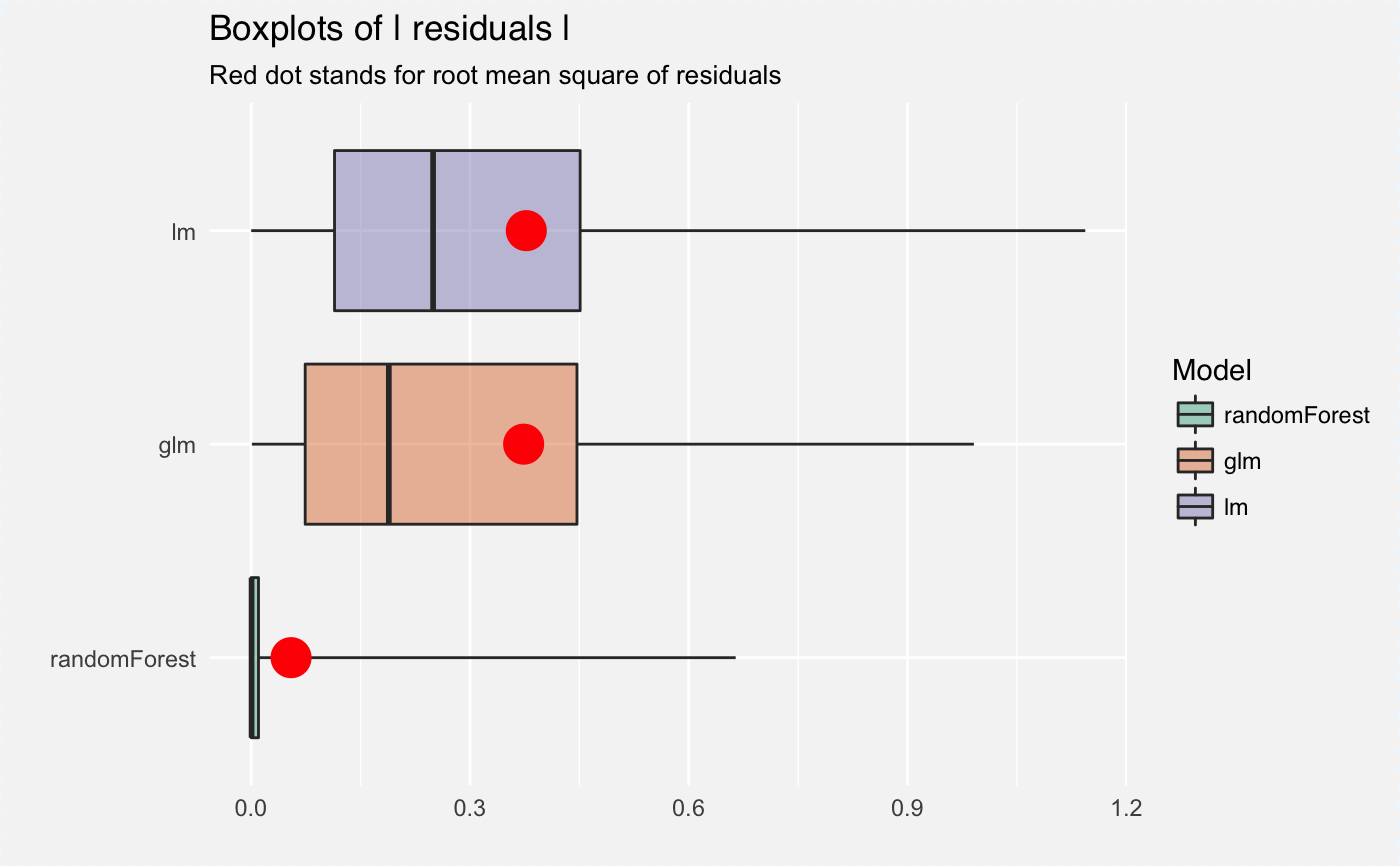 Boxplots of | residuals |
Red dot stands for root mean square of residuals
lm
glm
randomForest
0.0 0.3 0.6 0.9 1.2
Model
randomForest
glm
lm